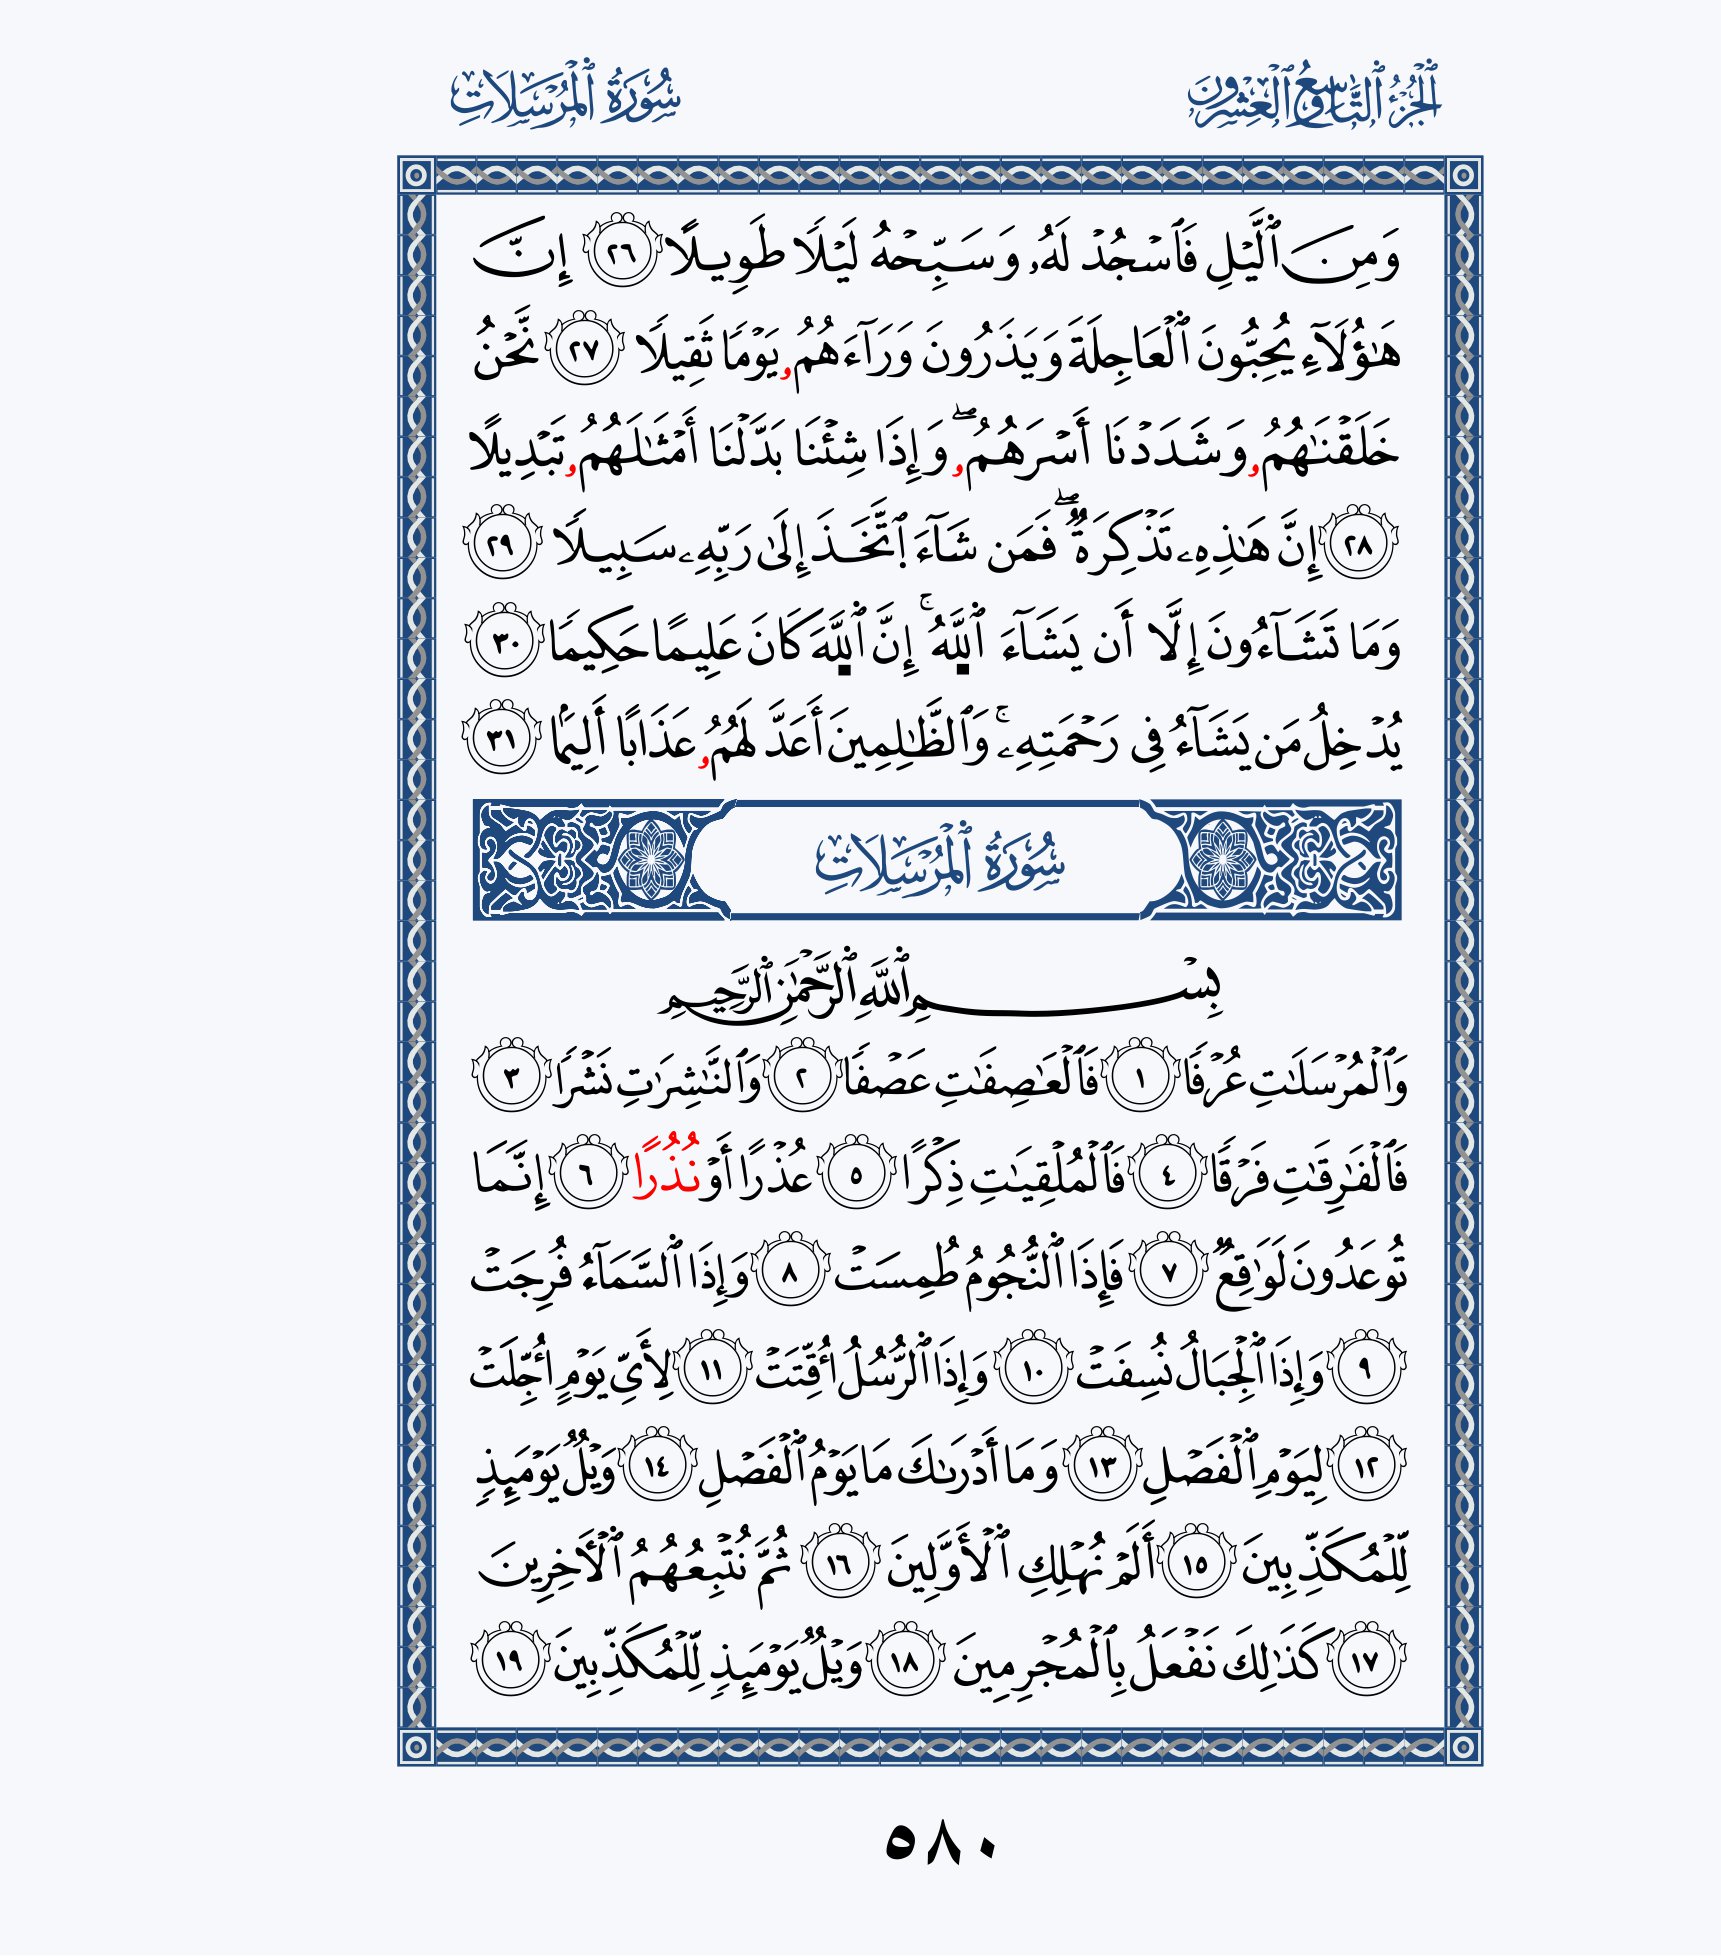 الجُزْءُ ٱلتَّاسِعُ وَٱلْعِشْرُونَ
سُورَةُ ٱلْمُرْسَلَاتِ
وَمِنَ ٱلَّيْلِ فَٱسْجُدْ لَهُۥ وَسَبِّحْهُ لَيْلًا طَوِيلًا ٢٦ إِنَّ
هَٰٓؤُلَآءِ يُحِبُّونَ ٱلْعَاجِلَةَ وَيَذَرُونَ وَرَآءَهُمُۥ يَوْمًا ثَقِيلًا ٢٧ نَّحْنُ
خَلَقْنَٰهُمُۥ وَشَدَدْنَا أَسْرَهُمُۥ ۖ وَإِذَا شِئْنَا بَدَّلْنَا أَمْثَٰلَهُمُۥ تَبْدِيلًا
٢٨ إِنَّ هَٰذِهِۦ تَذْكِرَةٌ ۖ فَمَن شَآءَ ٱتَّخَذَ إِلَىٰ رَبِّهِۦ سَبِيلًا ٢٩
وَمَا تَشَآءُونَ إِلَّا أَن يَشَآءَ ٱللَّهُ ۚ إِنَّ ٱللَّهَ كَانَ عَلِيمًا حَكِيمًا ٣٠
يُدْخِلُ مَن يَشَآءُ فِى رَحْمَتِهِۦ ۚ وَٱلظَّٰلِمِينَ أَعَدَّ لَهُمُۥ عَذَابًا أَلِيمًۢا ٣١
سُورَةُ ٱلْمُرْسَلَاتِ
بِسْمِ ٱللَّهِ ٱلرَّحْمَٰنِ ٱلرَّحِيمِ
وَٱلْمُرْسَلَٰتِ عُرْفًا ١ فَٱلْعَٰصِفَٰتِ عَصْفًا ٢ وَٱلنَّٰشِرَٰتِ نَشْرًا ٣
فَٱلْفَٰرِقَٰتِ فَرْقًا ٤ فَٱلْمُلْقِيَٰتِ ذِكْرًا ٥ عُذْرًا أَوْ نُذُرًا ٦ إِنَّمَا
تُوعَدُونَ لَوَٰقِعٌ ٧ فَإِذَا ٱلنُّجُومُ طُمِسَتْ ٨ وَإِذَا ٱلسَّمَآءُ فُرِجَتْ
٩ وَإِذَا ٱلْجِبَالُ نُسِفَتْ ١٠ وَإِذَا ٱلرُّسُلُ أُقِّتَتْ ١١ لِأَىِّ يَوْمٍ أُجِّلَتْ
١٢ لِيَوْمِ ٱلْفَصْلِ ١٣ وَمَا أَدْرَىٰكَ مَا يَوْمُ ٱلْفَصْلِ ١٤ وَيْلٌ يَوْمَئِذٍ
لِّلْمُكَذِّبِينَ ١٥ أَلَمْ نُهْلِكِ ٱلْأَوَّلِينَ ١٦ ثُمَّ نُتْبِعُهُمُ ٱلْأَخِرِينَ
١٧ كَذَٰلِكَ نَفْعَلُ بِٱلْمُجْرِمِينَ ١٨ وَيْلٌ يَوْمَئِذٍ لِّلْمُكَذِّبِينَ ١٩
٥٨٠